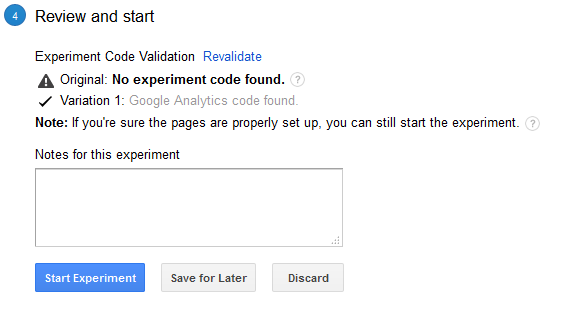 4 Review and start
Experiment Code Validation Revalidate
Original: No experiment code found. ?
Variation 1: Google Analytics code found.
Note: If you're sure the pages are properly set up, you can still start the experiment. ?
Notes for this experiment
Start Experiment Save for Later Discard